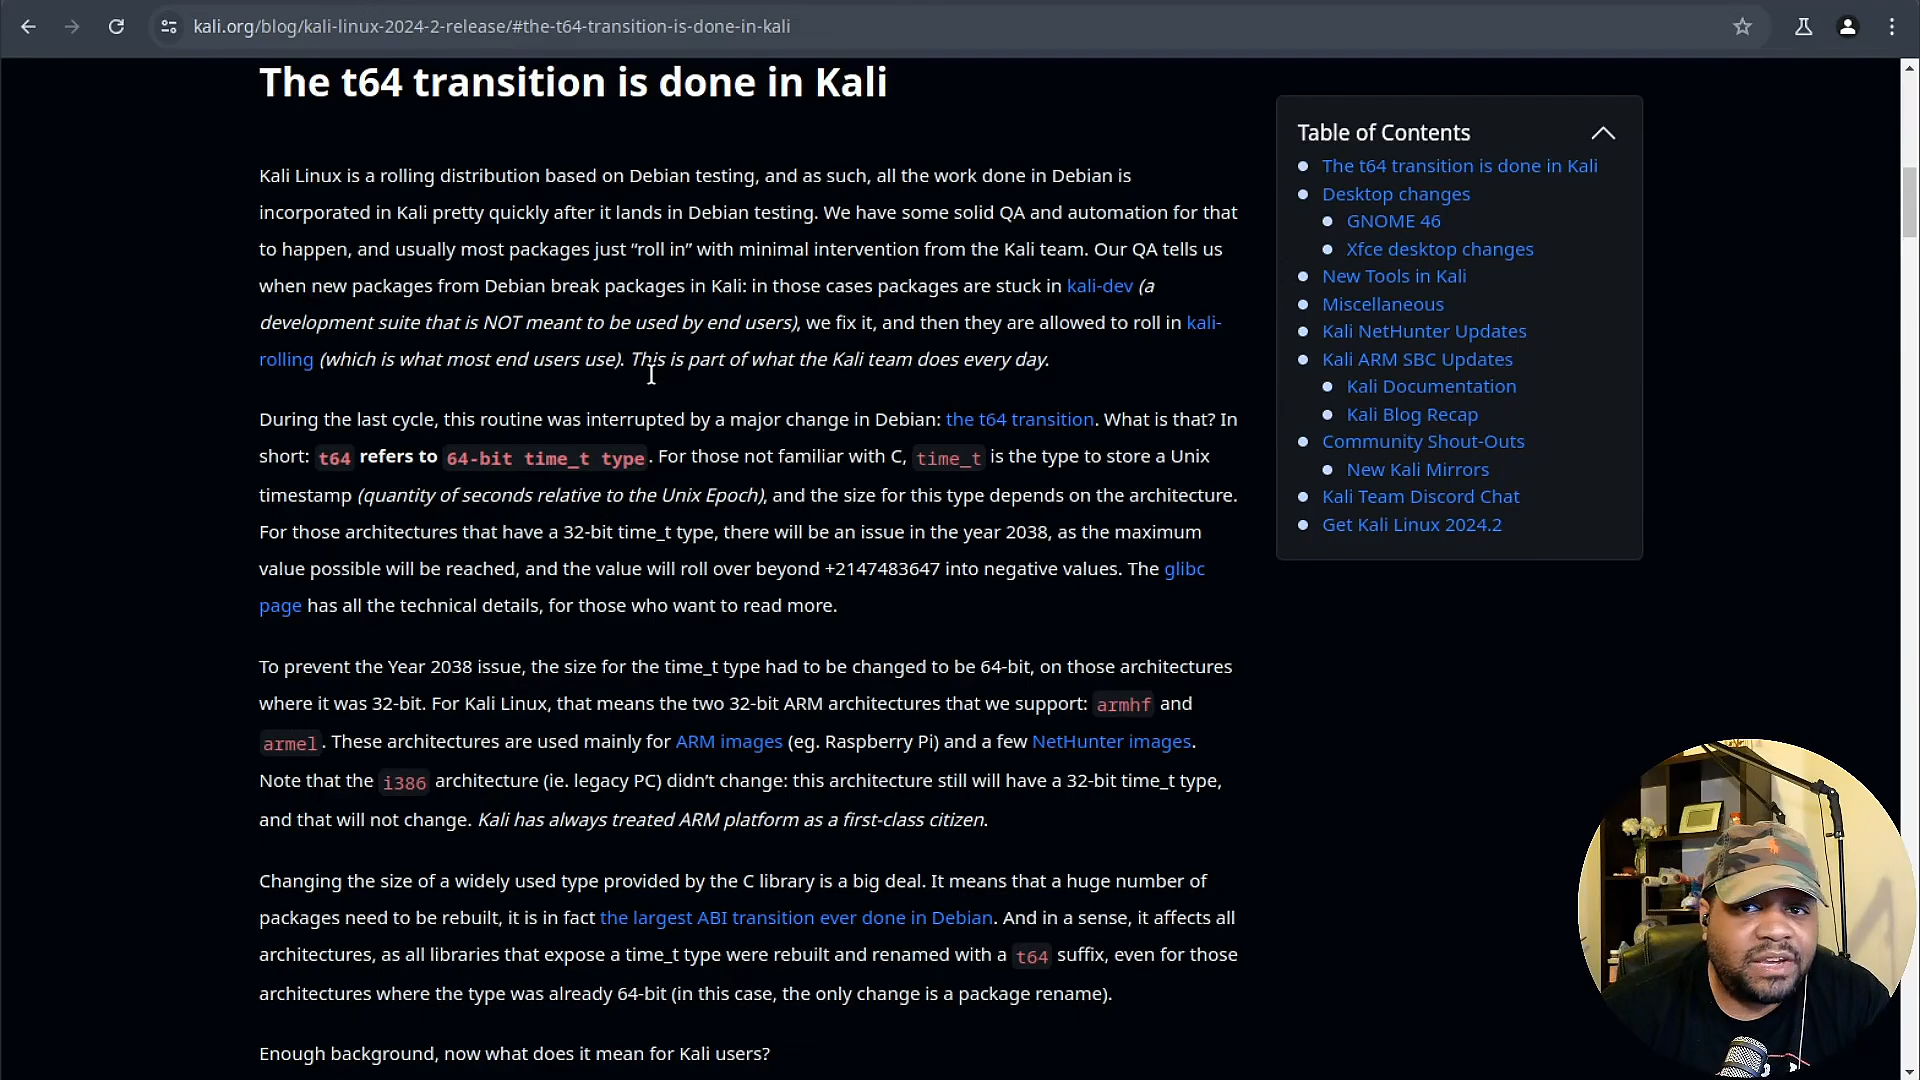 kali.org/blog/kali-linux-2024-2-release/#the-t64-transition-is-done-in-kali
The t64 transition is done in Kali
Kali Linux is a rolling distribution based on Debian testing, and as such, all the work done in Debian is
incorporated in Kali pretty quickly after it lands in Debian testing. We have some solid QA and automation for that
to happen, and usually most packages just “roll in” with minimal intervention from the Kali team. Our QA tells us
when new packages from Debian break packages in Kali: in those cases packages are stuck in kali-dev (a
development suite that is NOT meant to be used by end users), we fix it, and then they are allowed to roll in kali-
rolling (which is what most end users use). This is part of what the Kali team does every day.
During the last cycle, this routine was interrupted by a major change in Debian: the t64 transition. What is that? In
short: t64 refers to 64-bit time_t type. For those not familiar with C, time_t is the type to store a Unix
timestamp (quantity of seconds relative to the Unix Epoch), and the size for this type depends on the architecture.
For those architectures that have a 32-bit time_t type, there will be an issue in the year 2038, as the maximum
value possible will be reached, and the value will roll over beyond +2147483647 into negative values. The glibc
page has all the technical details, for those who want to read more.
To prevent the Year 2038 issue, the size for the time_t type had to be changed to be 64-bit, on those architectures
where it was 32-bit. For Kali Linux, that means the two 32-bit ARM architectures that we support: armhf and
armel. These architectures are used mainly for ARM images (eg. Raspberry Pi) and a few NetHunter images.
Note that the i386 architecture (ie. legacy PC) didn’t change: this architecture still will have a 32-bit time_t type,
and that will not change. Kali has always treated ARM platform as a first-class citizen.
Changing the size of a widely used type provided by the C library is a big deal. It means that a huge number of
packages need to be rebuilt, it is in fact the largest ABI transition ever done in Debian. And in a sense, it affects all
architectures, as all libraries that expose a time_t type were rebuilt and renamed with a t64 suffix, even for those
architectures where the type was already 64-bit (in this case, the only change is a package rename).
Enough background, now what does it mean for Kali users?
Table of Contents
The t64 transition is done in Kali
Desktop changes
GNOME 46
Xfce desktop changes
New Tools in Kali
Miscellaneous
Kali NetHunter Updates
Kali ARM SBC Updates
Kali Documentation
Kali Blog Recap
Community Shout-Outs
New Kali Mirrors
Kali Team Discord Chat
Get Kali Linux 2024.2